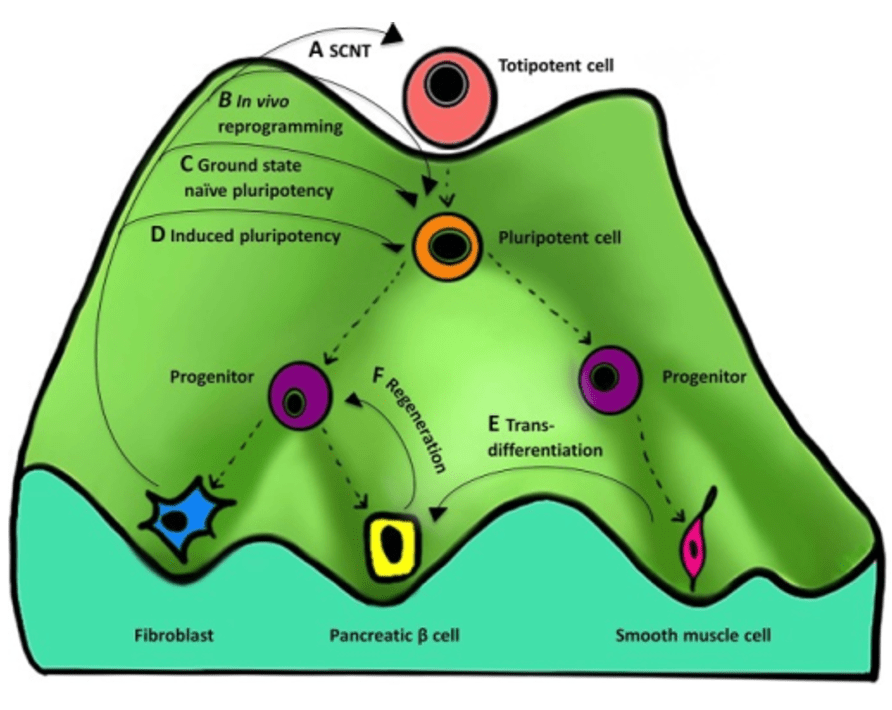 A SCNT
Totipotent cell
B In vivo
reprogramming
C Ground state
naïve pluripotency
D Induced pluripotency
Pluripotent cell
Progenitor
F Regeneration
Progenitor
E Trans-
differentiation
Fibroblast
Pancreatic β cell
Smooth muscle cell